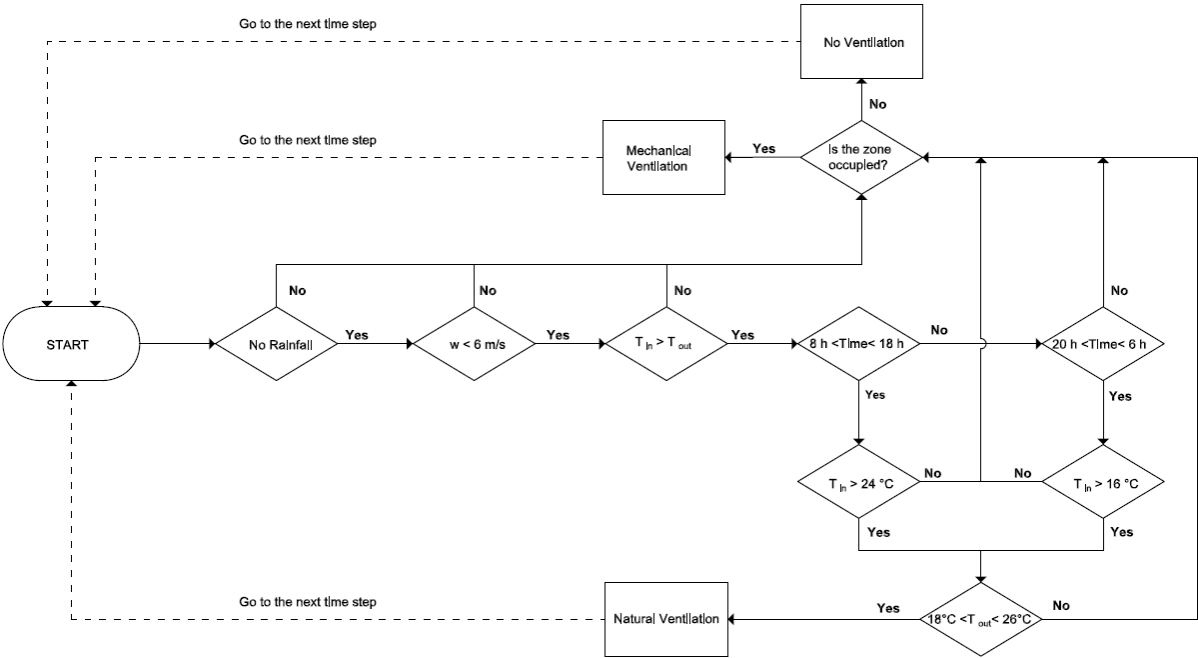 Go to the next time step
No Ventilation
No
Go to the next time step
Mechanical
Ventilation
Yes
Is the zone
occupied?
No
No
No
No
START
No Rainfall
Yes
w < 6 m/s
Yes
T In > T out
Yes
8 h <Time< 18 h
No
20 h <Time< 6 h
Yes
Yes
T In > 24 °C
No
No
T In > 16 °C
Yes
Yes
Go to the next time step
Natural Ventilation
Yes
18°C <T out< 26°C
No